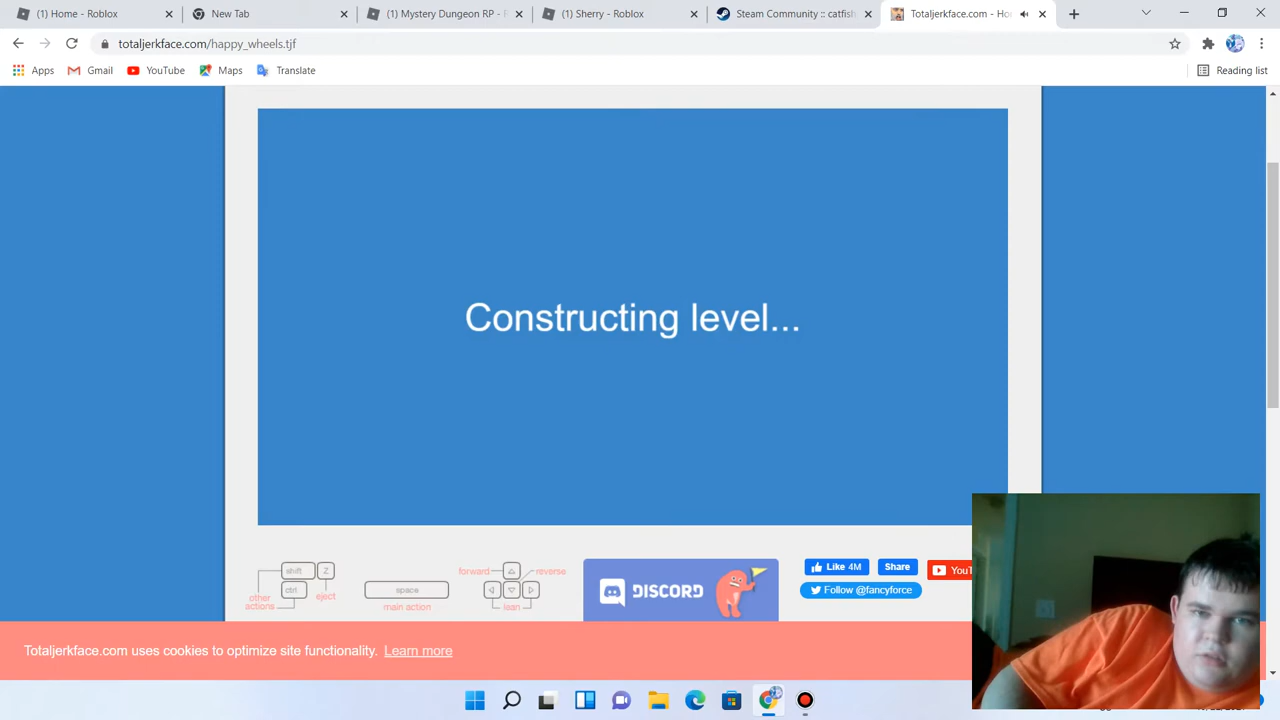 (1) Home - Roblox
New Tab
(1) Mystery Dungeon RP -
(1) Sherry - Roblox
Steam Community :: catfish
Totaljerkface.com - Ho
totaljerkface.com/happy_wheels.tjf
Apps
Gmail
YouTube
Maps
Translate
Reading list
Constructing level...
shift
Z
ctrl
other
actions
eject
space
main action
forward
reverse
lean
DISCORD
Like 4M
Share
YouT
Follow @fancyforce
Totaljerkface.com uses cookies to optimize site functionality. Learn more